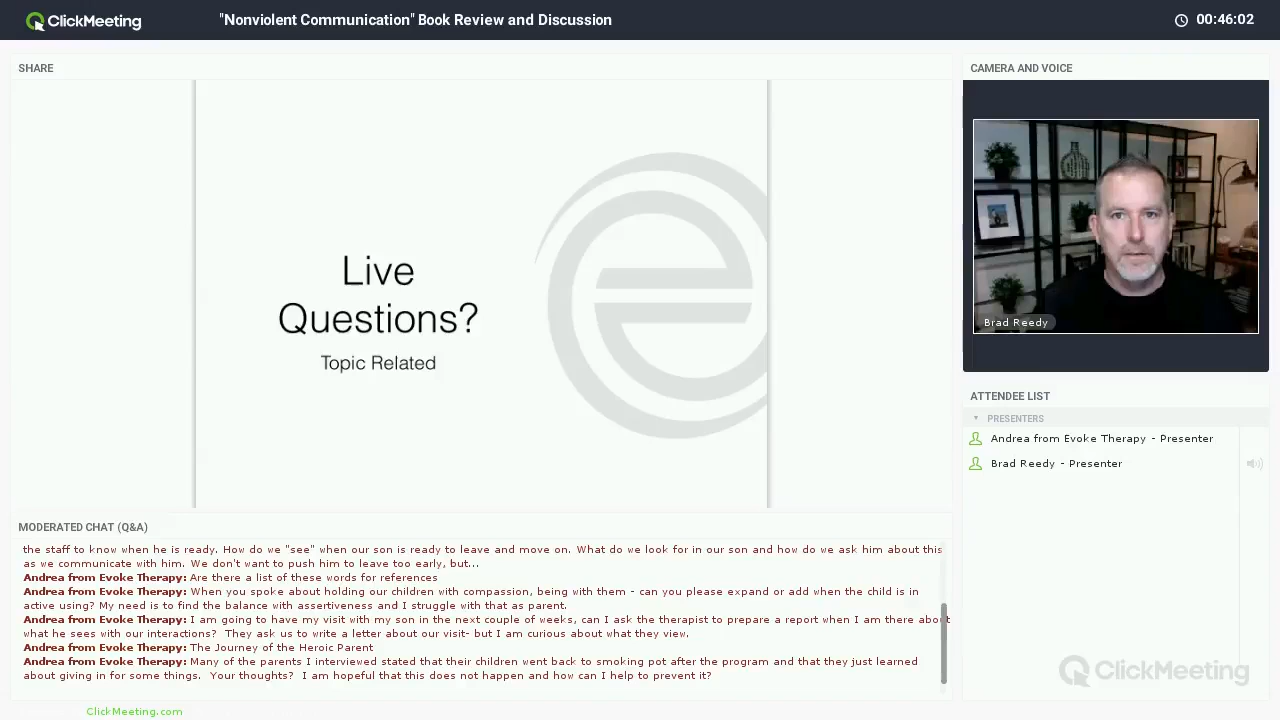 ClickMeeting
"Nonviolent Communication" Book Review and Discussion
00:46:02
SHARE
Live
Questions?
Topic Related
CAMERA AND VOICE
Brad Reedy
ATTENDEE LIST
PRESENTERS
Andrea from Evoke Therapy - Presenter
Brad Reedy - Presenter
MODERATED CHAT (Q&A)
the staff to know when he is ready. How do we "see" when our son is ready to leave and move on. What do we look for in our son and how do we ask him about this
as we communicate with him. We don't want to push him to leave too early, but...
Andrea from Evoke Therapy: Are there a list of these words for references
Andrea from Evoke Therapy: When you spoke about holding our children with compassion, being with them - can you please expand or add when the child is in
active using? My need is to find the balance with assertiveness and I struggle with that as parent.
Andrea from Evoke Therapy: I am going to have my visit with my son in the next couple of weeks, can I ask the therapist to prepare a report when I am there about
what he sees with our interactions? They ask us to write a letter about our visit- but I am curious about what they view.
Andrea from Evoke Therapy: The Journey of the Heroic Parent
Andrea from Evoke Therapy: Many of the parents I interviewed stated that their children went back to smoking pot after the program and that they just learned
about giving in for some things. Your thoughts? I am hopeful that this does not happen and how can I help to prevent it?
ClickMeeting
ClickMeeting.com